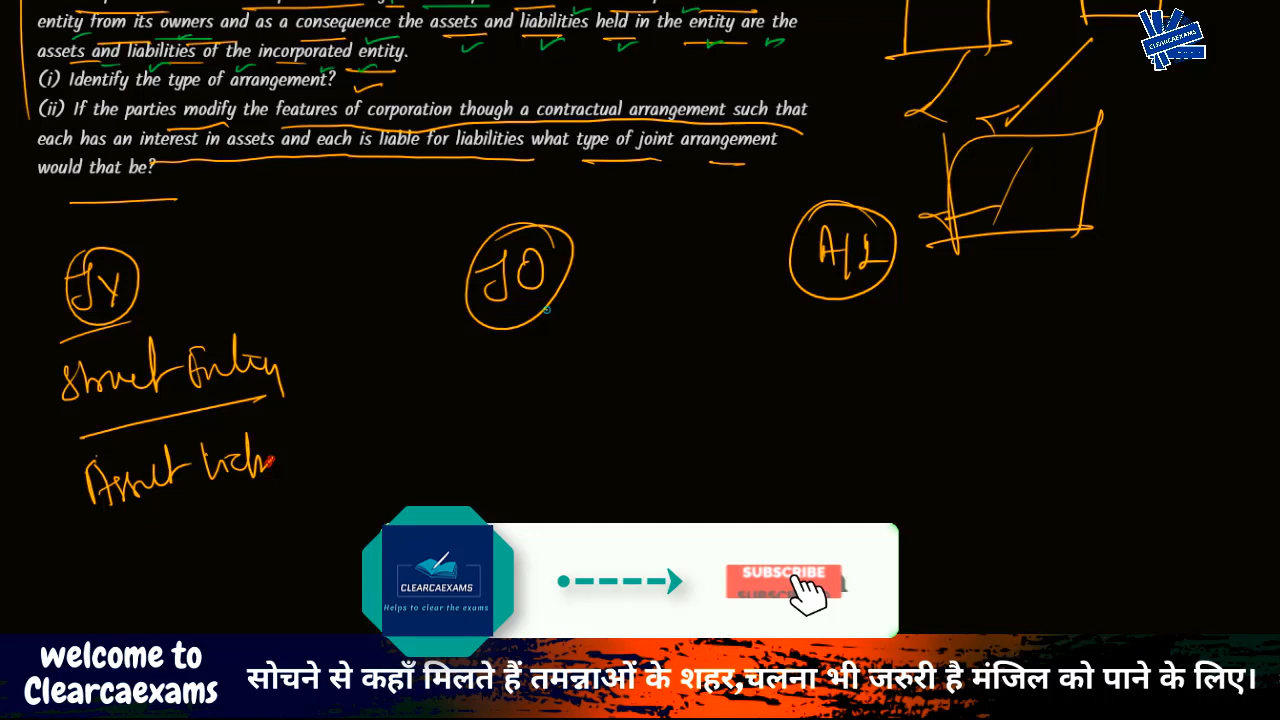 entity from its owners and as a consequence the assets and liabilities held in the entity are the
assets and liabilities of the incorporated entity.
(i) Identify the type of arrangement?
(ii) If the parties modify the features of corporation though a contractual arrangement such that
each has an interest in assets and each is liable for liabilities what type of joint arrangement
would that be?
CLEARCAEXAMS
JV
JO
A/L
Struct Entity
Asset
CLEARCAEXAMS
Helps to clear the exams
SUBSCRIBE
welcome to
Clearcaexams
सोचने से कहाँ मिलते हैं तमन्नाओं के शहर,चलना भी जरुरी है मंजिल को पाने के लिए।